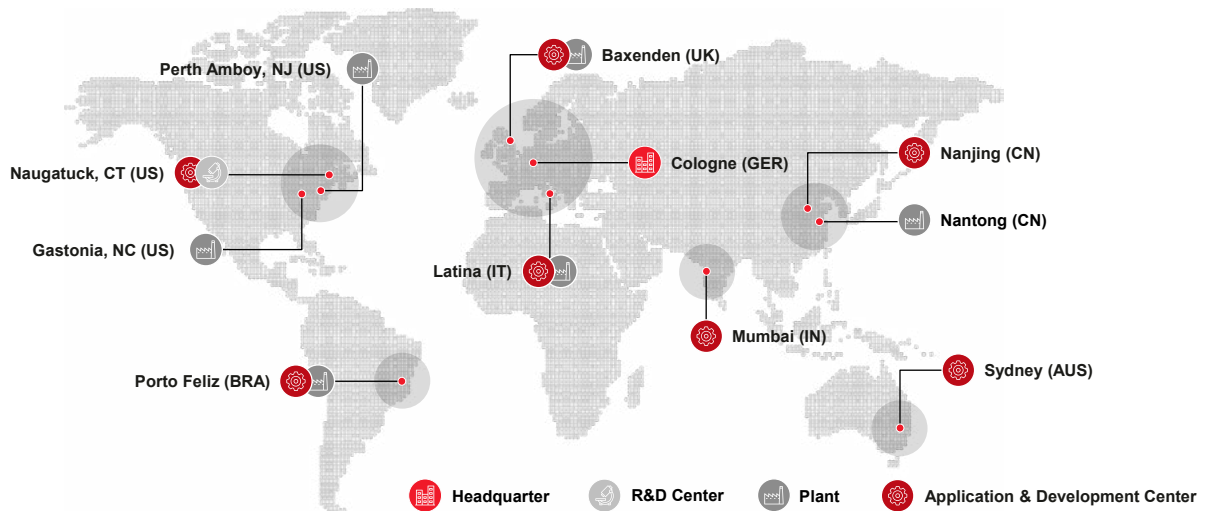 Perth Amboy, NJ (US)
Baxenden (UK)
Naugatuck, CT (US)
Cologne (GER)
Nanjing (CN)
Nantong (CN)
Gastonia, NC (US)
Latina (IT)
Mumbai (IN)
Porto Feliz (BRA)
Sydney (AUS)
Headquarter
R&D Center
Plant
Application & Development Center